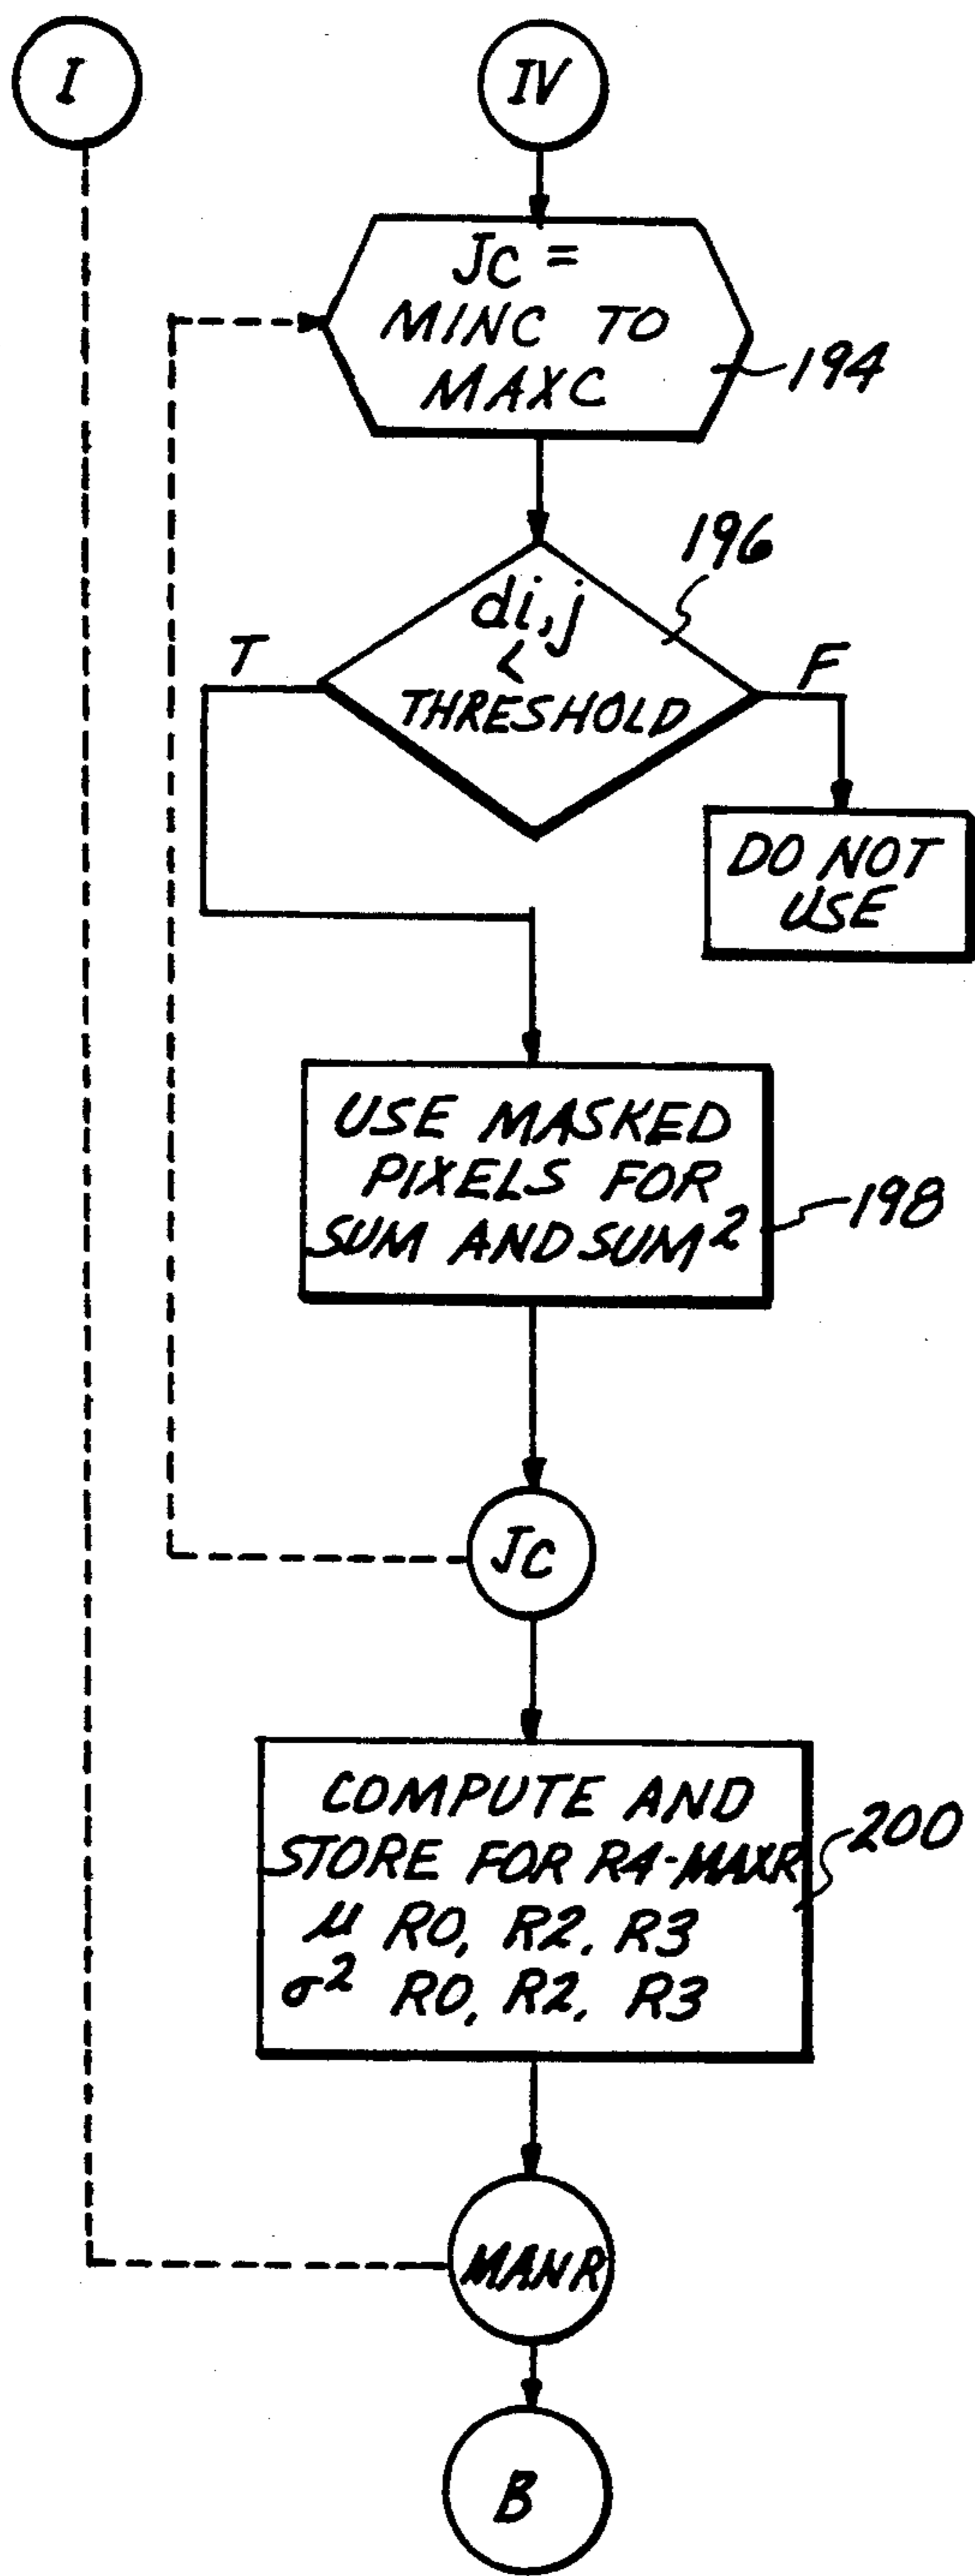 I
IV
JC =
MINC TO
MAXC
194
196
di,j
<
THRESHOLD
T
F
DO NOT
USE
USE MASKED
PIXELS FOR
SUM AND SUM²
198
JC
COMPUTE AND
STORE FOR R4-MAXR
μ R0, R2, R3
σ² R0, R2, R3
200
MANR
B